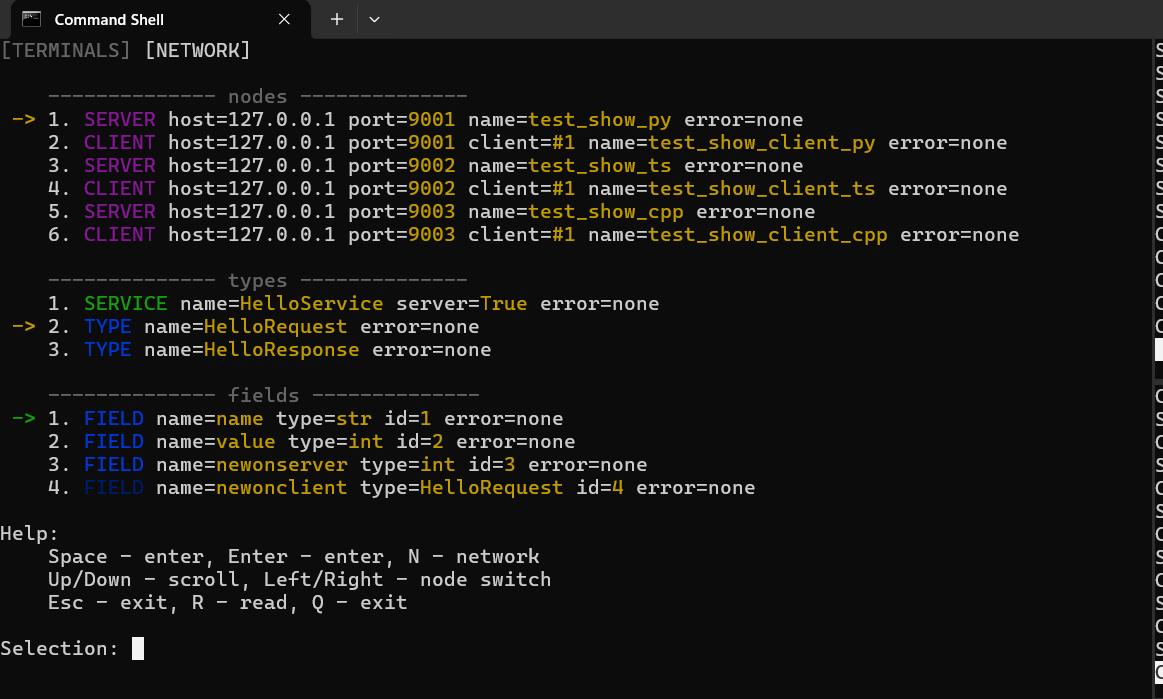 Command Shell
[TERMINALS] [NETWORK]
-------------- nodes --------------
-> 1. SERVER host=127.0.0.1 port=9001 name=test_show_py error=none
2. CLIENT host=127.0.0.1 port=9001 client=#1 name=test_show_client_py error=none
3. SERVER host=127.0.0.1 port=9002 name=test_show_ts error=none
4. CLIENT host=127.0.0.1 port=9002 client=#1 name=test_show_client_ts error=none
5. SERVER host=127.0.0.1 port=9003 name=test_show_cpp error=none
6. CLIENT host=127.0.0.1 port=9003 client=#1 name=test_show_client_cpp error=none
-------------- types --------------
1. SERVICE name=HelloService server=True error=none
-> 2. TYPE name=HelloRequest error=none
3. TYPE name=HelloResponse error=none
-------------- fields --------------
-> 1. FIELD name=name type=str id=1 error=none
2. FIELD name=value type=int id=2 error=none
3. FIELD name=newonserver type=int id=3 error=none
4. FIELD name=newonclient type=HelloRequest id=4 error=none
Help:
Space - enter, Enter - enter, N - network
Up/Down - scroll, Left/Right - node switch
Esc - exit, R - read, Q - exit
Selection: